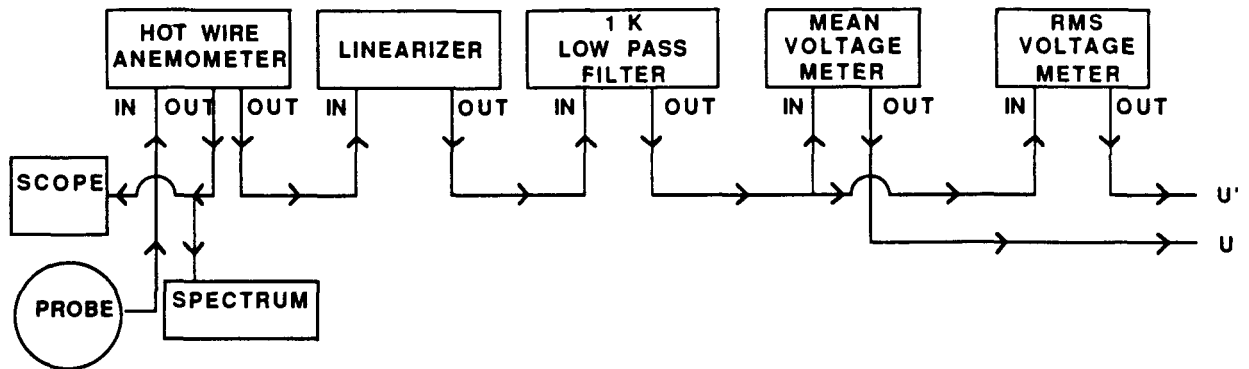 HOT WIRE
ANEMOMETER
LINEARIZER
1 K
LOW PASS
FILTER
MEAN
VOLTAGE
METER
RMS
VOLTAGE
METER
IN OUT OUT
IN OUT
IN OUT
IN OUT
IN OUT
SCOPE
U'
U
PROBE
SPECTRUM